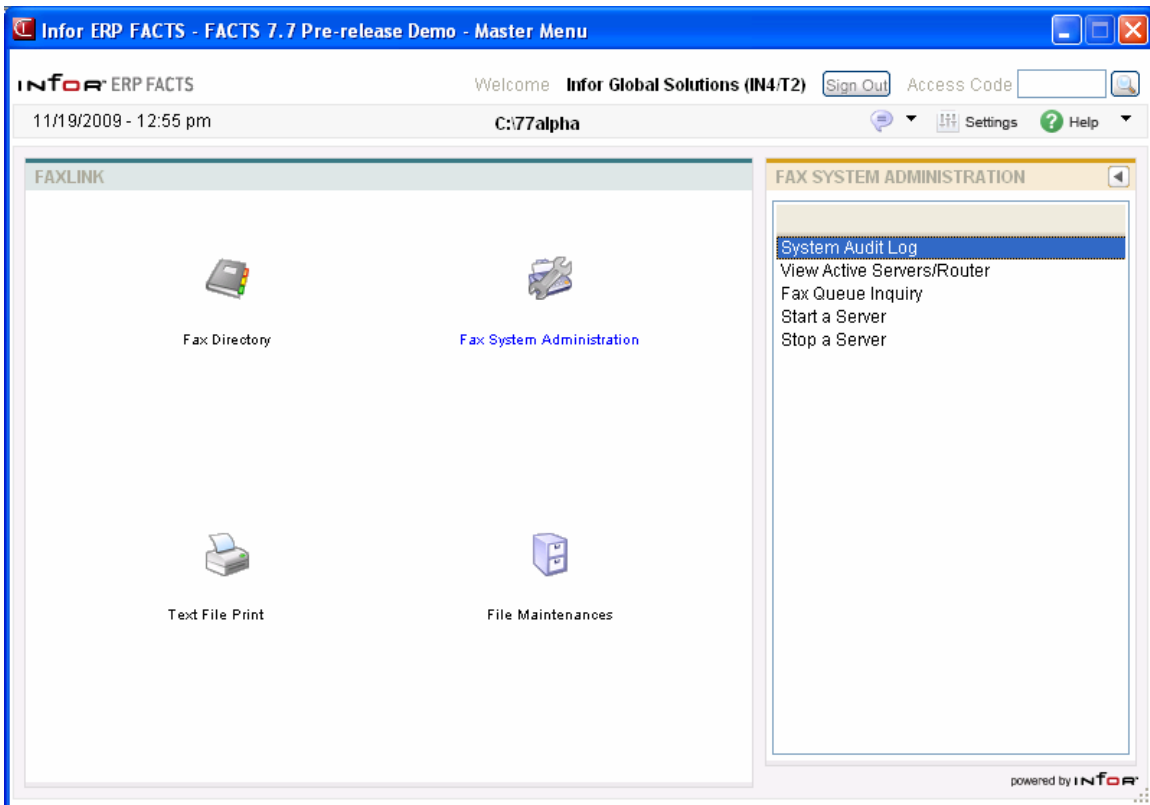 Infor ERP FACTS - FACTS 7.7 Pre-release Demo - Master Menu
INFOR ERP FACTS
Welcome Infor Global Solutions (IN4/T2) Sign Out Access Code
11/19/2009 - 12:55 pm C:\77alpha Settings Help
FAXLINK
Fax Directory
Fax System Administration
Text File Print
File Maintenances
FAX SYSTEM ADMINISTRATION
System Audit Log
View Active Servers/Router
Fax Queue Inquiry
Start a Server
Stop a Server
powered by INFOR